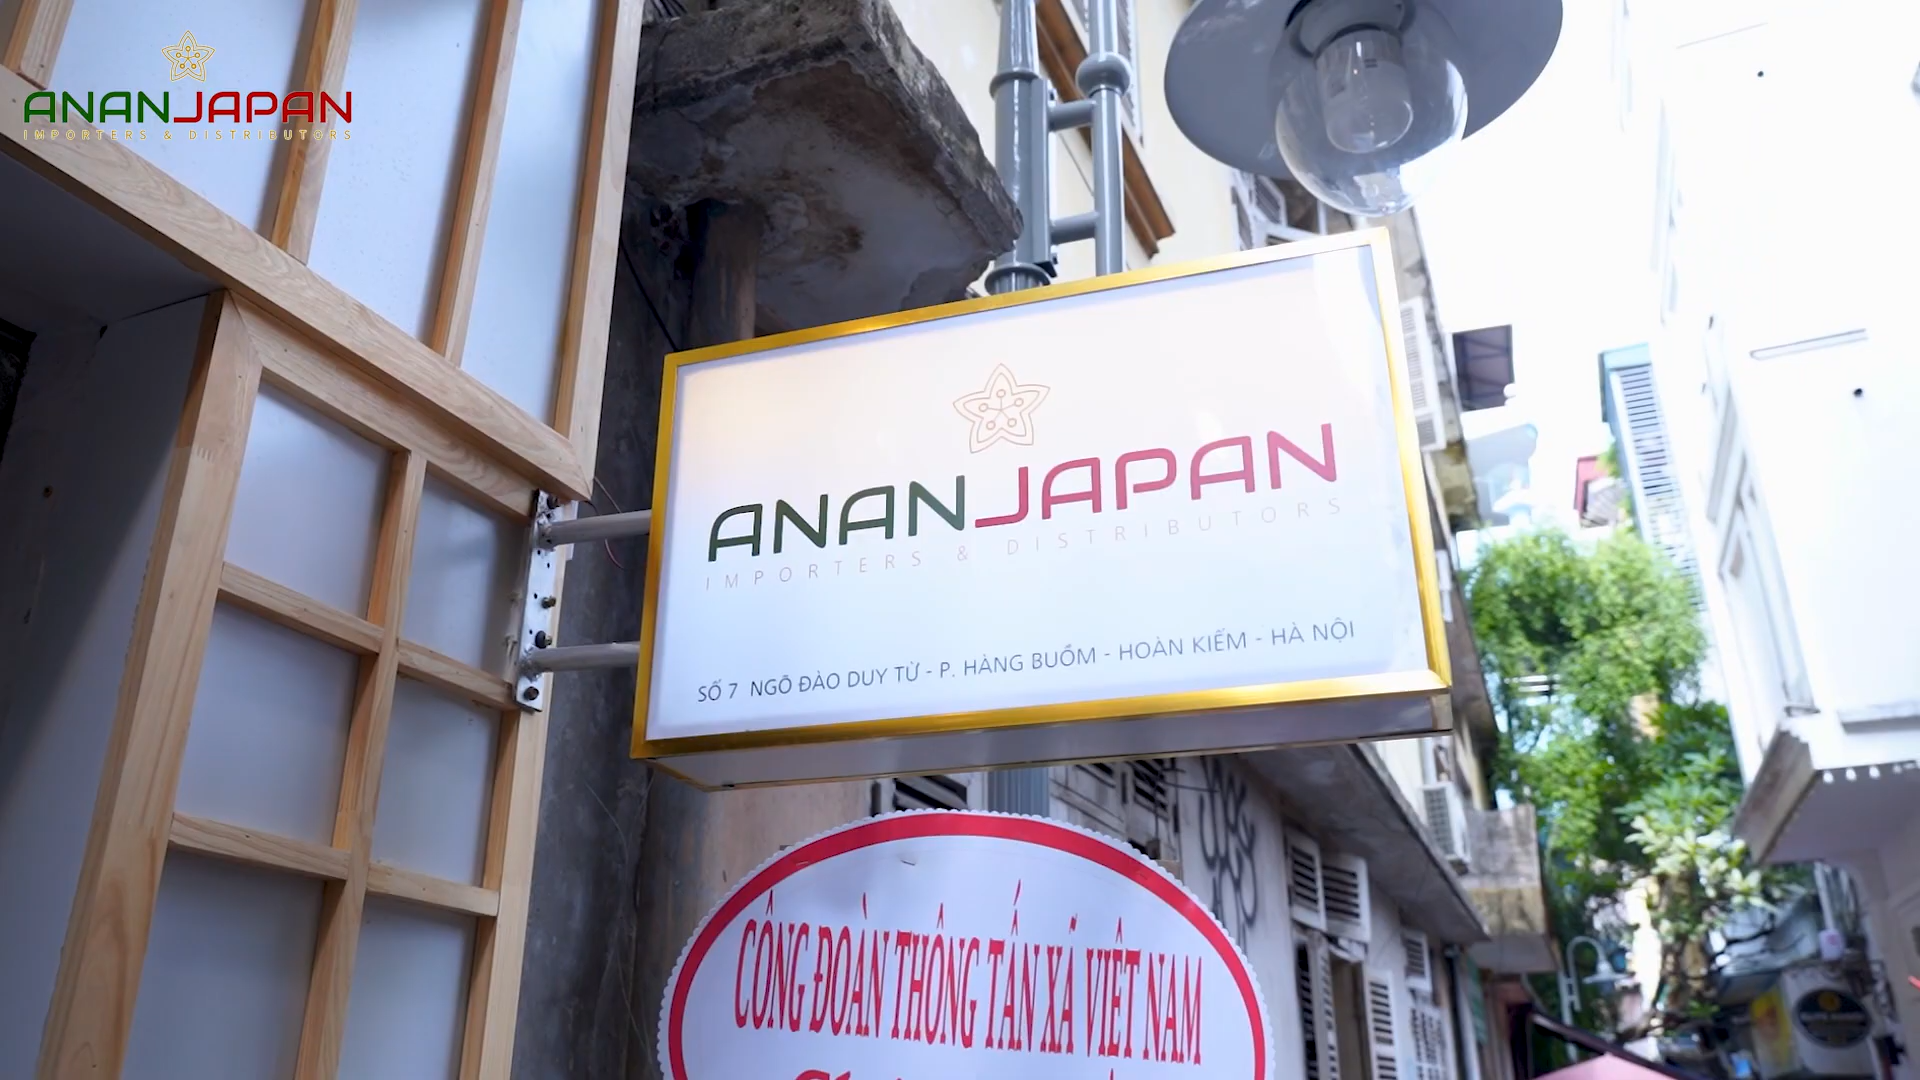 ANANJAPAN
IMPORTERS & DISTRIBUTORS
ANANJAPAN
IMPORTERS & DISTRIBUTORS
SỐ 7 NGÕ ĐÀO DUY TỪ - P. HÀNG BUỒM - HOÀN KIẾM - HÀ NỘI
CÔNG ĐOÀN THÔNG TẤN XÃ VIỆT NAM